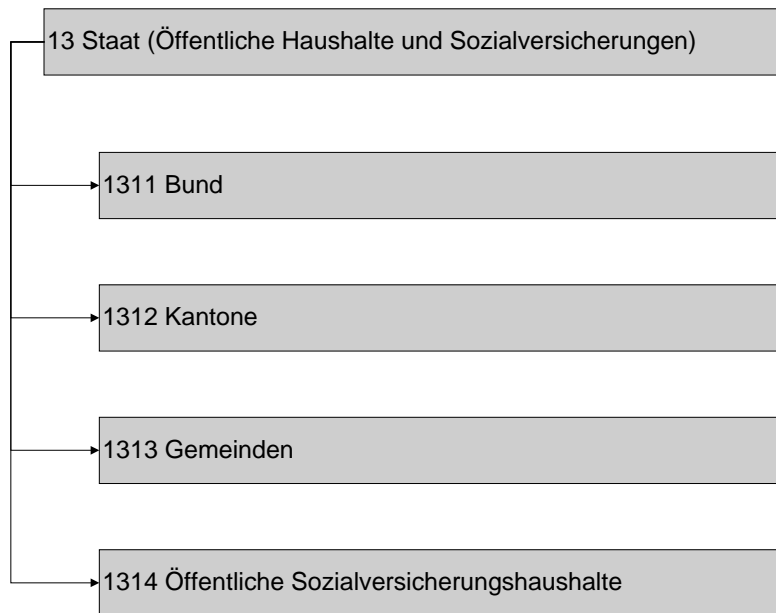 13 Staat (Öffentliche Haushalte und Sozialversicherungen)
1311 Bund
1312 Kantone
1313 Gemeinden
1314 Öffentliche Sozialversicherungshaushalte